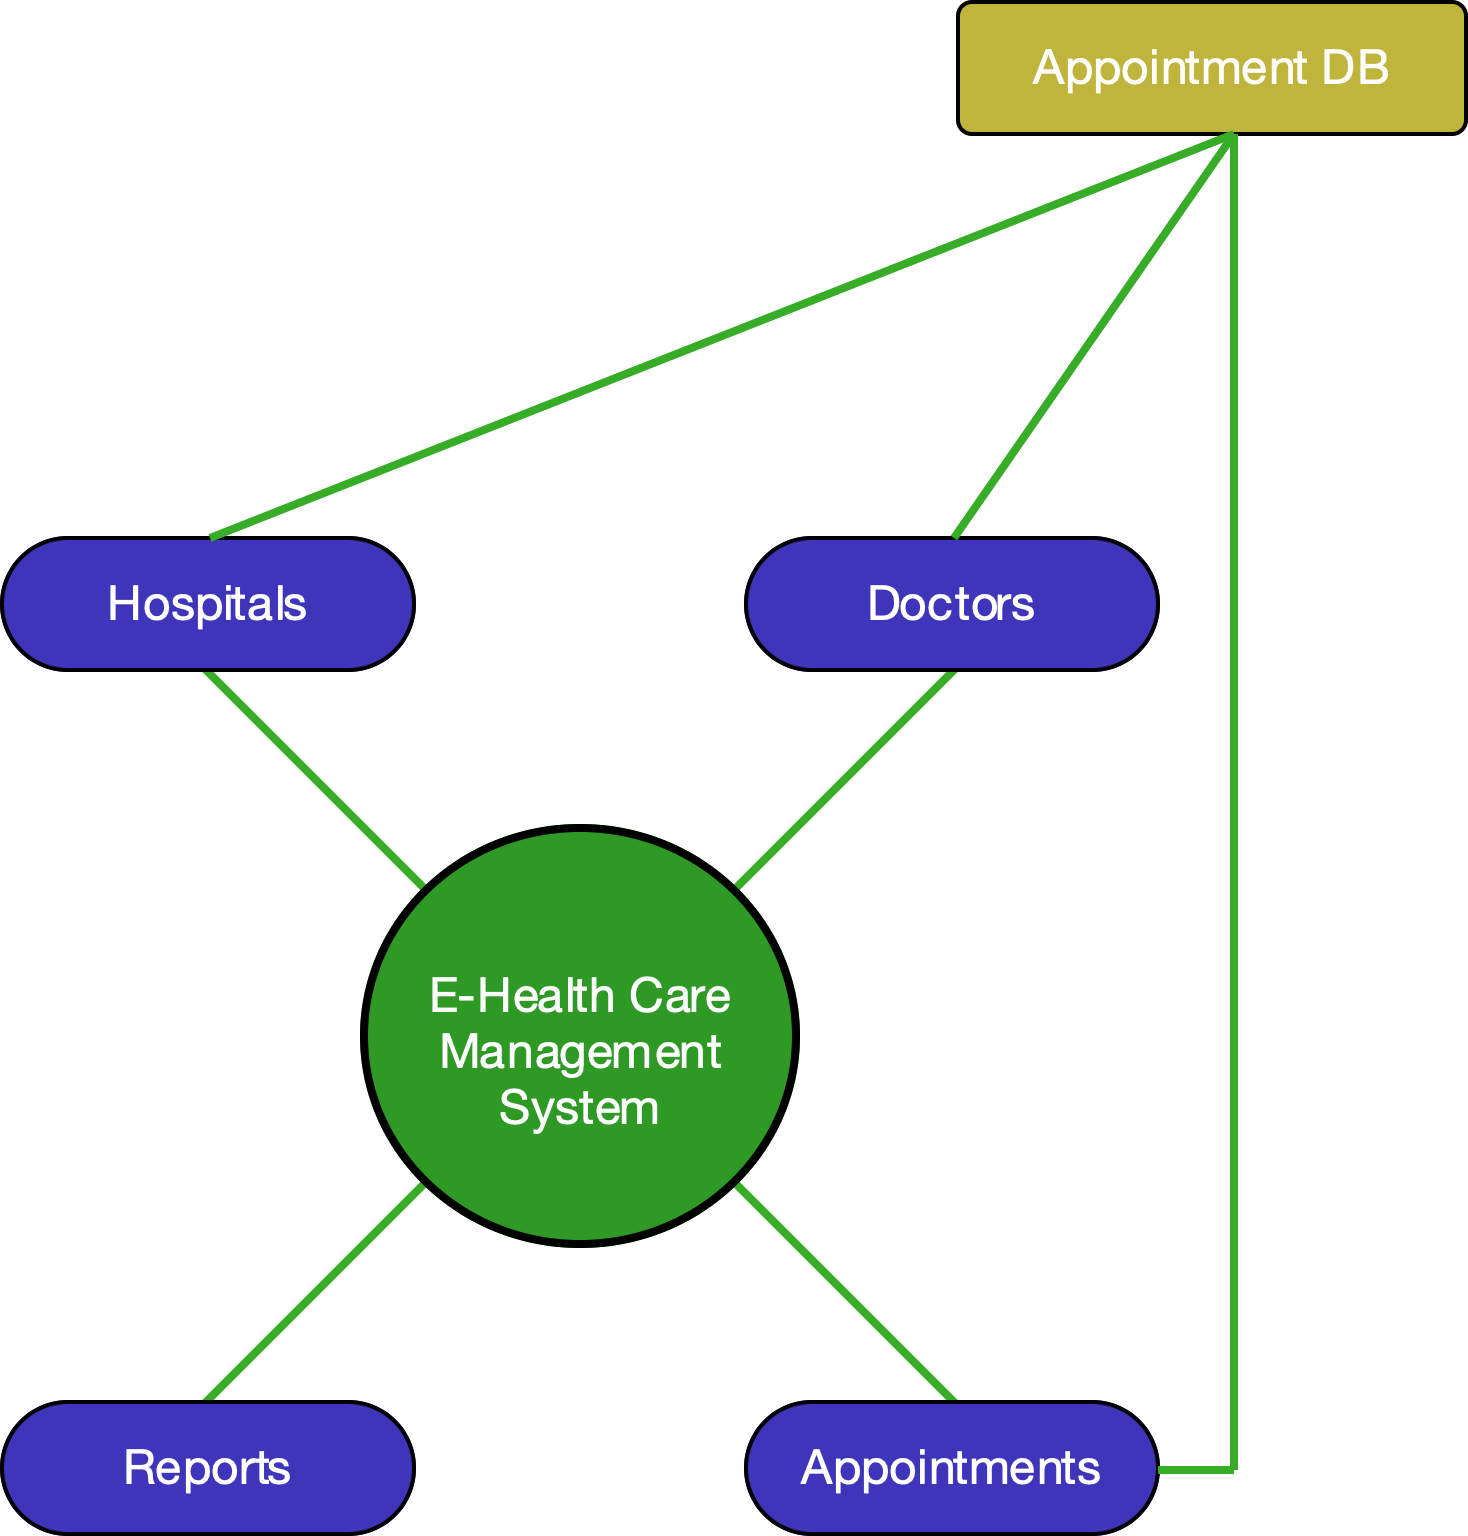 Appointment DB
Hospitals
Doctors
E-Health Care
Management
System
Reports
Appointments